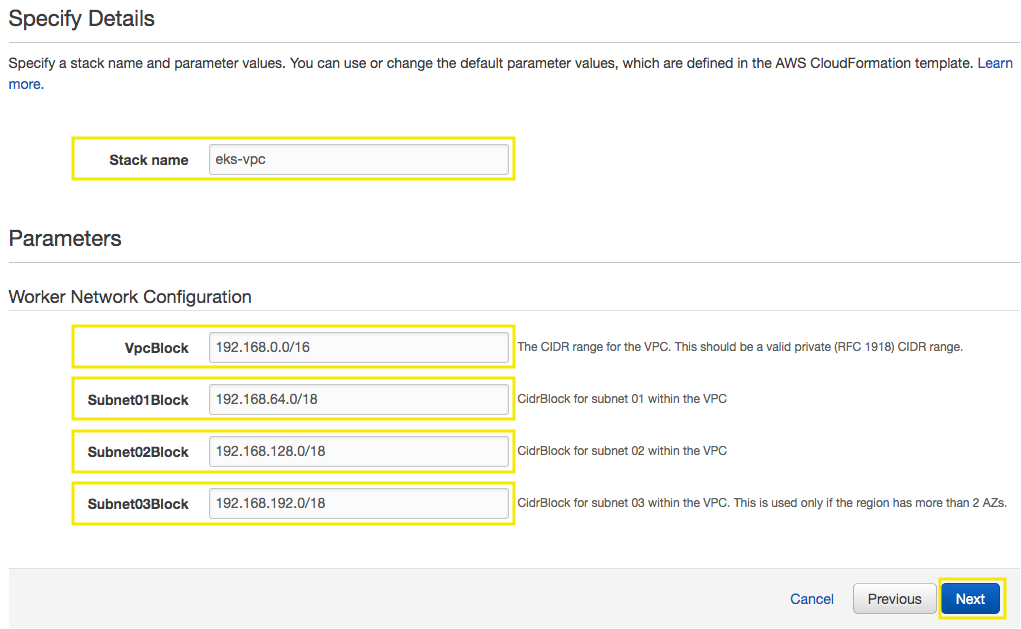 Specify Details
Specify a stack name and parameter values. You can use or change the default parameter values, which are defined in the AWS CloudFormation template. Learn
more.
Stack name eks-vpc
Parameters
Worker Network Configuration
VpcBlock 192.168.0.0/16 The CIDR range for the VPC. This should be a valid private (RFC 1918) CIDR range.
Subnet01Block 192.168.64.0/18 CidrBlock for subnet 01 within the VPC
Subnet02Block 192.168.128.0/18 CidrBlock for subnet 02 within the VPC
Subnet03Block 192.168.192.0/18 CidrBlock for subnet 03 within the VPC. This is used only if the region has more than 2 AZs.
Cancel Previous Next